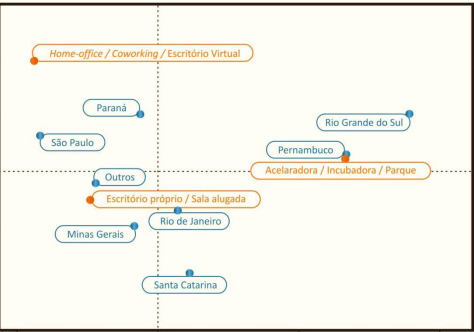 Home-office / Coworking / Escritório Virtual
Paraná
Rio Grande do Sul
São Paulo
Pernambuco
Acelaradora / Incubadora / Parque
Outros
Escritório próprio / Sala alugada
Rio de Janeiro
Minas Gerais
Santa Catarina